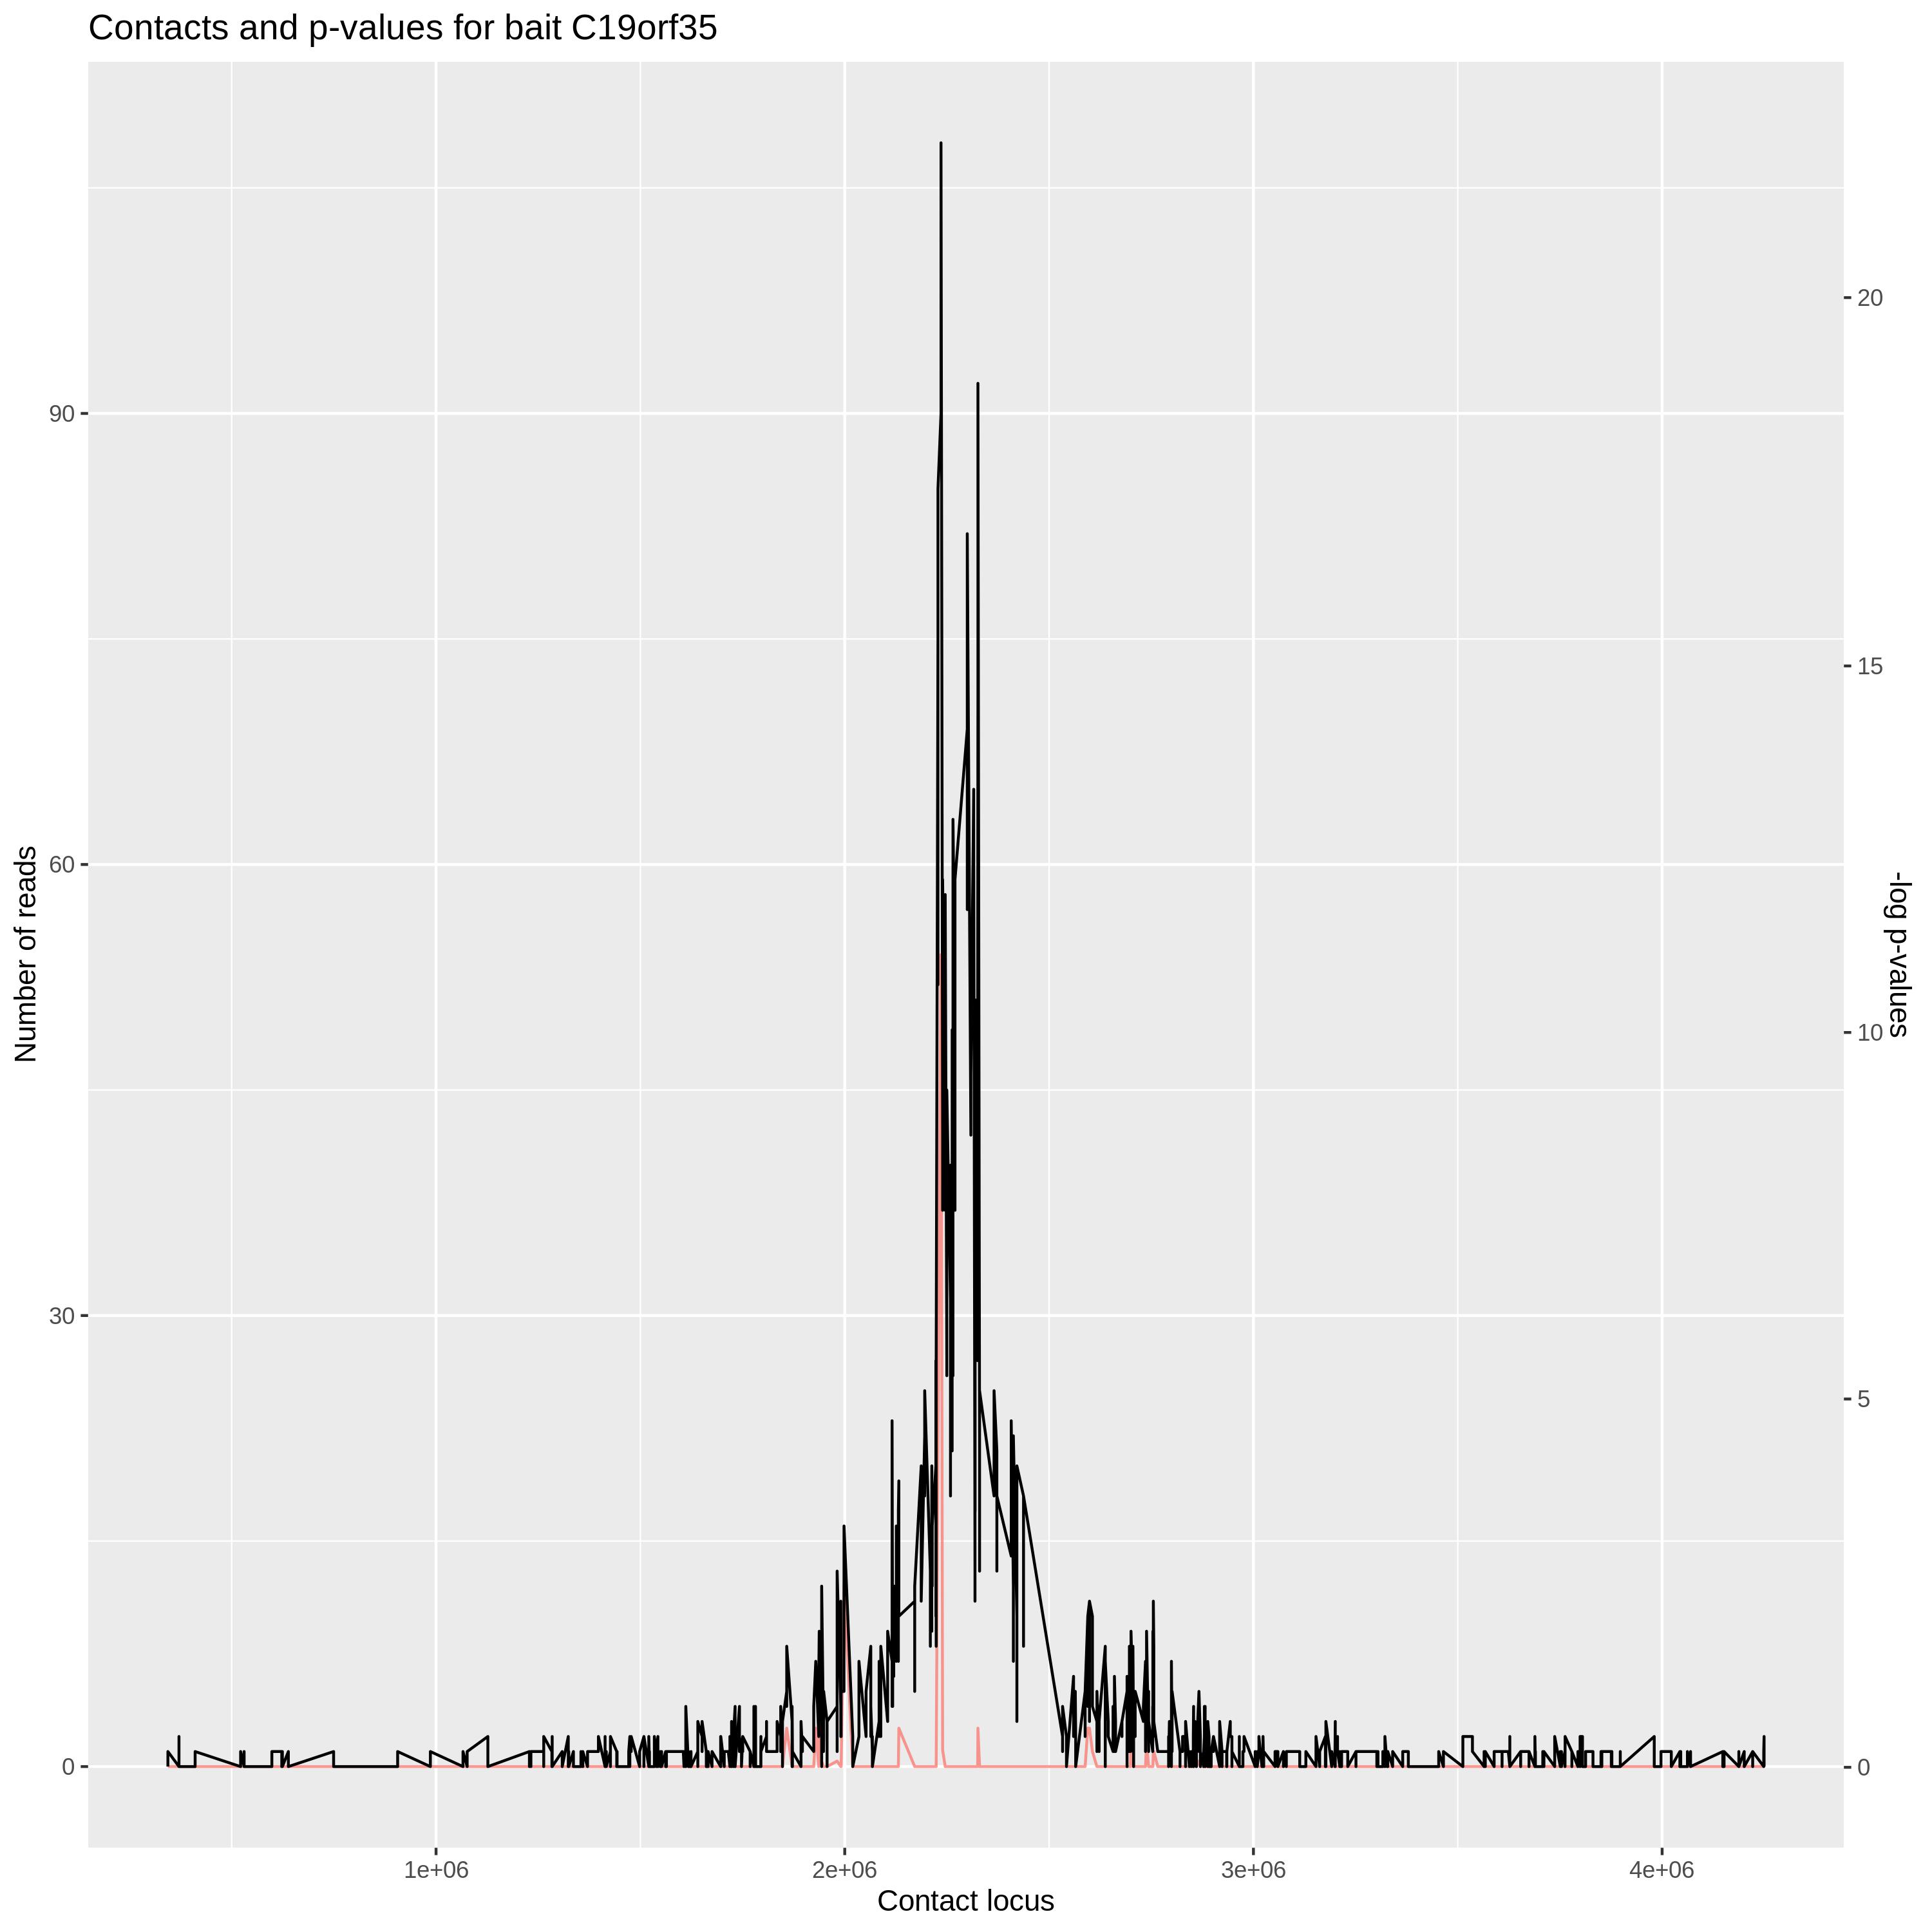 Contacts and p-values for bait C19orf35
90
60
30
0
Number of reads
20
15
10
5
0
-log p-values
1e+06
2e+06
3e+06
4e+06
Contact locus